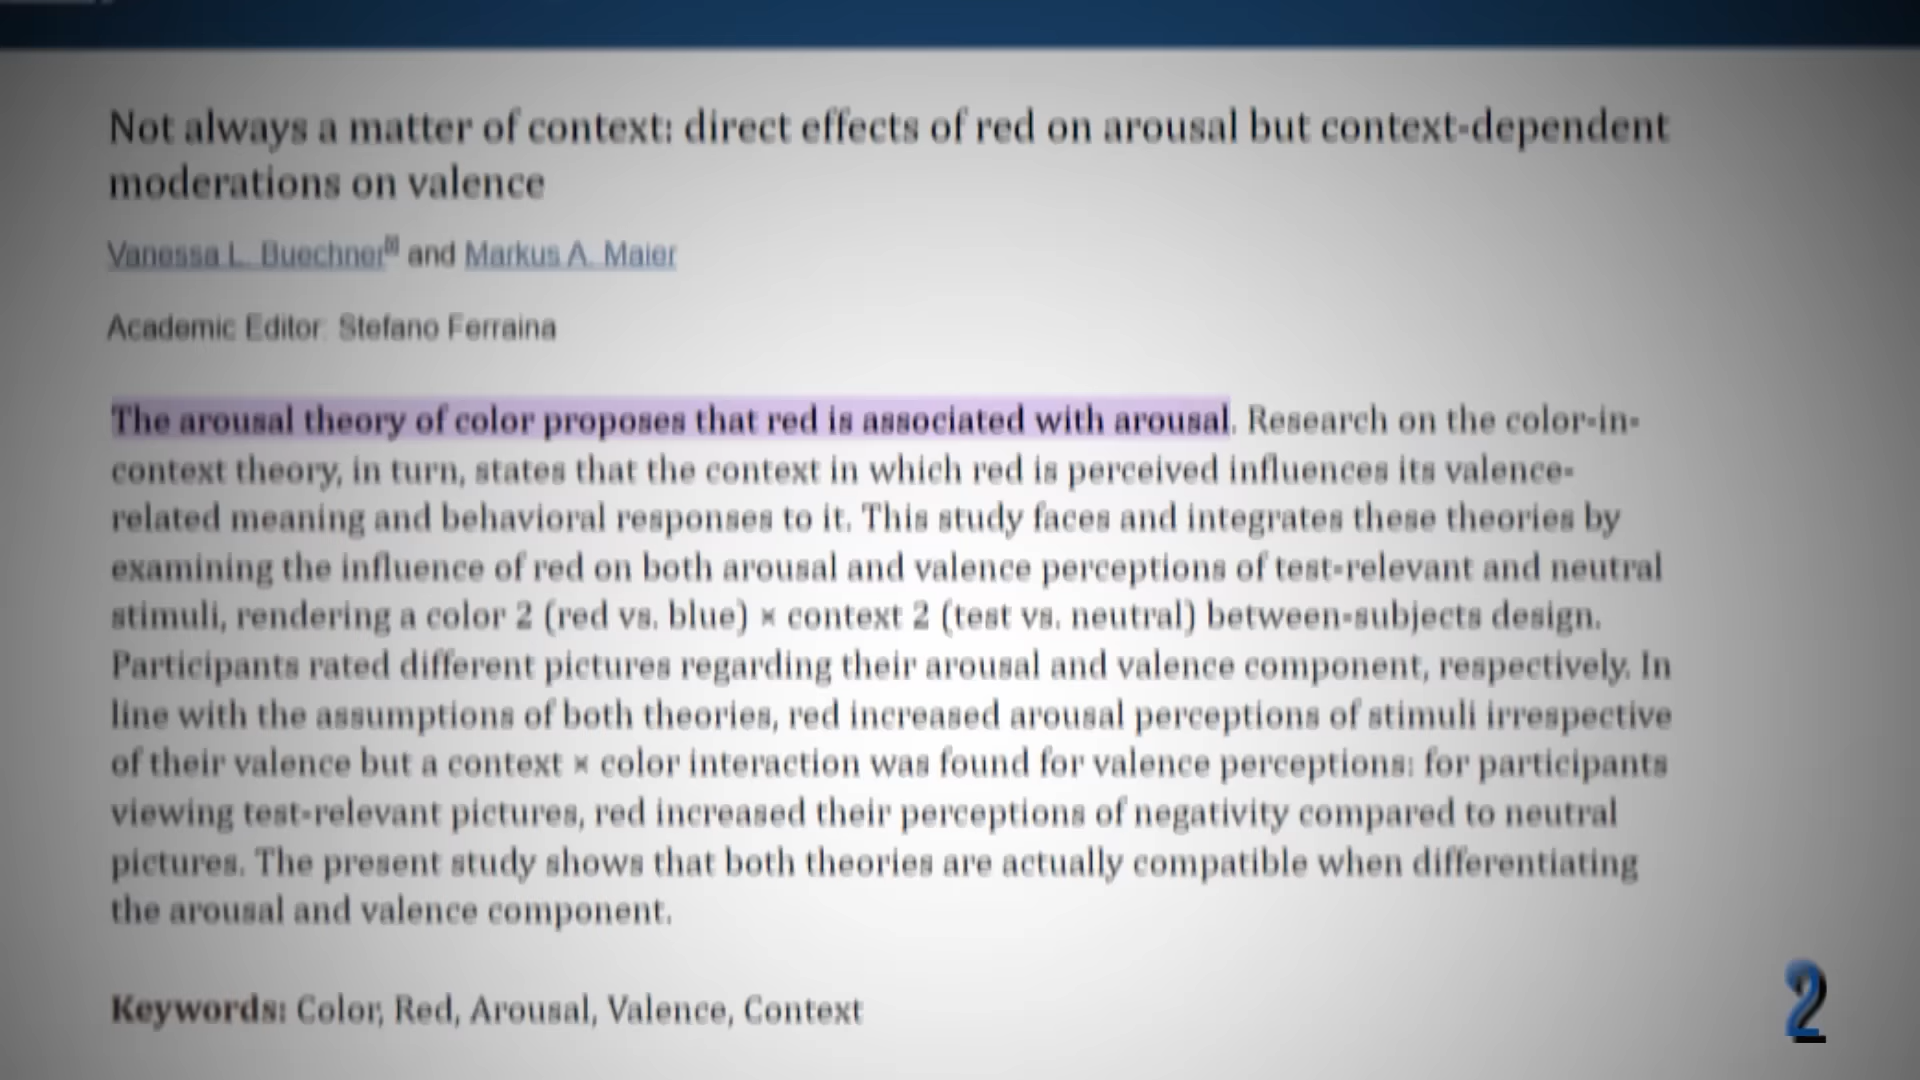 Not always a matter of context: direct effects of red on arousal but context-dependent
moderations on valence
Vanessa L. Buechner and Markus A. Maier
Academic Editor: Stefano Ferraina
The arousal theory of color proposes that red is associated with arousal. Research on the color-in-
context theory, in turn, states that the context in which red is perceived influences its valence-
related meaning and behavioral responses to it. This study faces and integrates these theories by
examining the influence of red on both arousal and valence perceptions of test-relevant and neutral
stimuli, rendering a color 2 (red vs. blue) × context 2 (test vs. neutral) between-subjects design.
Participants rated different pictures regarding their arousal and valence component, respectively. In
line with the assumptions of both theories, red increased arousal perceptions of stimuli irrespective
of their valence but a context × color interaction was found for valence perceptions: for participants
viewing test-relevant pictures, red increased their perceptions of negativity compared to neutral
pictures. The present study shows that both theories are actually compatible when differentiating
the arousal and valence component.
Keywords: Color, Red, Arousal, Valence, Context
2